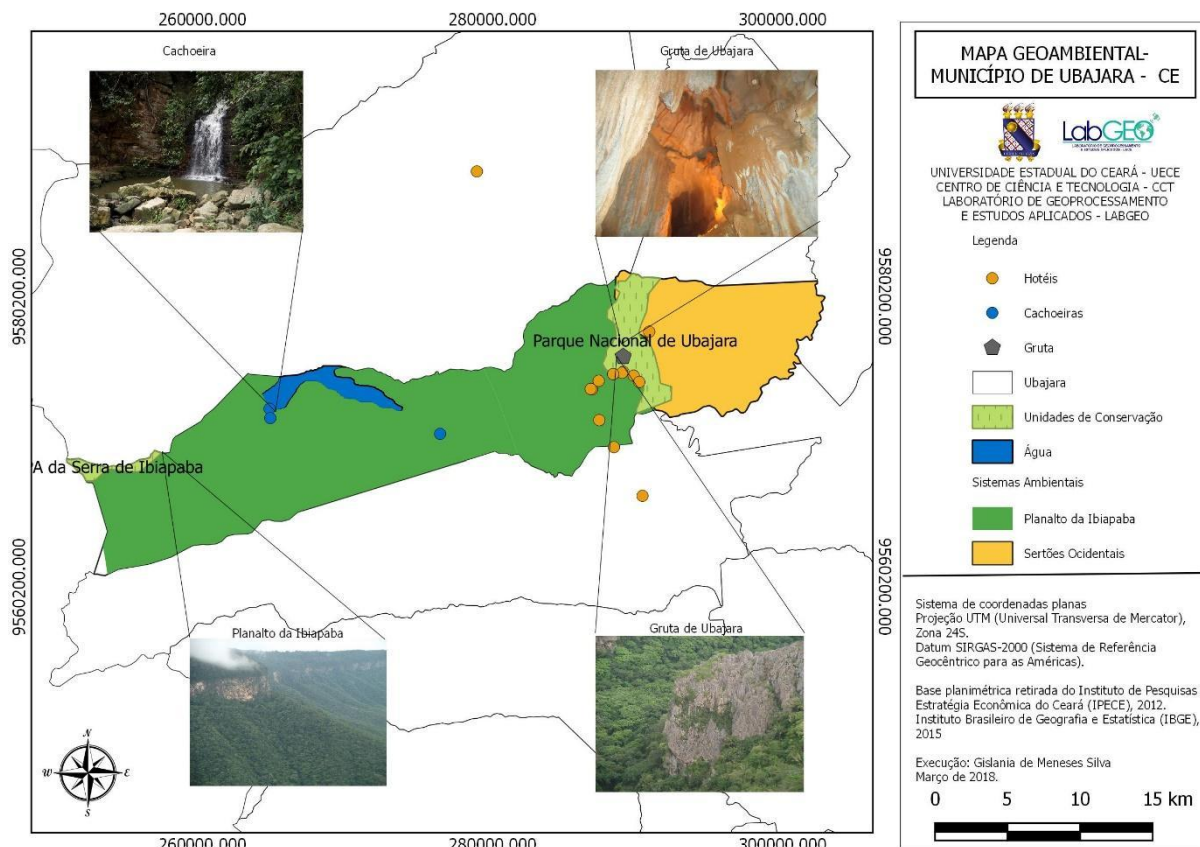 260000.000
280000.000
300000.000
Cachoeira
Gruta de Ubajara
9580200.000
9580200.000
Parque Nacional de Ubajara
A da Serra de Ibiapaba
9560200.000
9560200.000
Planalto da Ibiapaba
Gruta de Ubajara
N
W
E
S
260000.000
280000.000
300000.000
MAPA GEOAMBIENTAL-
MUNICÍPIO DE UBAJARA - CE
LabGEO
UNIVERSIDADE ESTADUAL DO CEARÁ - UECE
CENTRO DE CIÊNCIA E TECNOLOGIA - CCT
LABORATÓRIO DE GEOPROCESSAMENTO
E ESTUDOS APLICADOS - LABGEO
Legenda
Hotéis
Cachoeiras
Gruta
Ubajara
Unidades de Conservação
Água
Sistemas Ambientais
Planalto da Ibiapaba
Sertões Ocidentais
Sistema de coordenadas planas
Projeção UTM (Universal Transversa de Mercator),
Zona 24S.
Datum SIRGAS-2000 (Sistema de Referência
Geocêntrico para as Américas).
Base planimétrica retirada do Instituto de Pesquisas
Estratégia Econômica do Ceará (IPECE), 2012.
Instituto Brasileiro de Geografia e Estatística (IBGE),
2015
Execução: Gislania de Meneses Silva
Março de 2018.
0 5 10 15 km